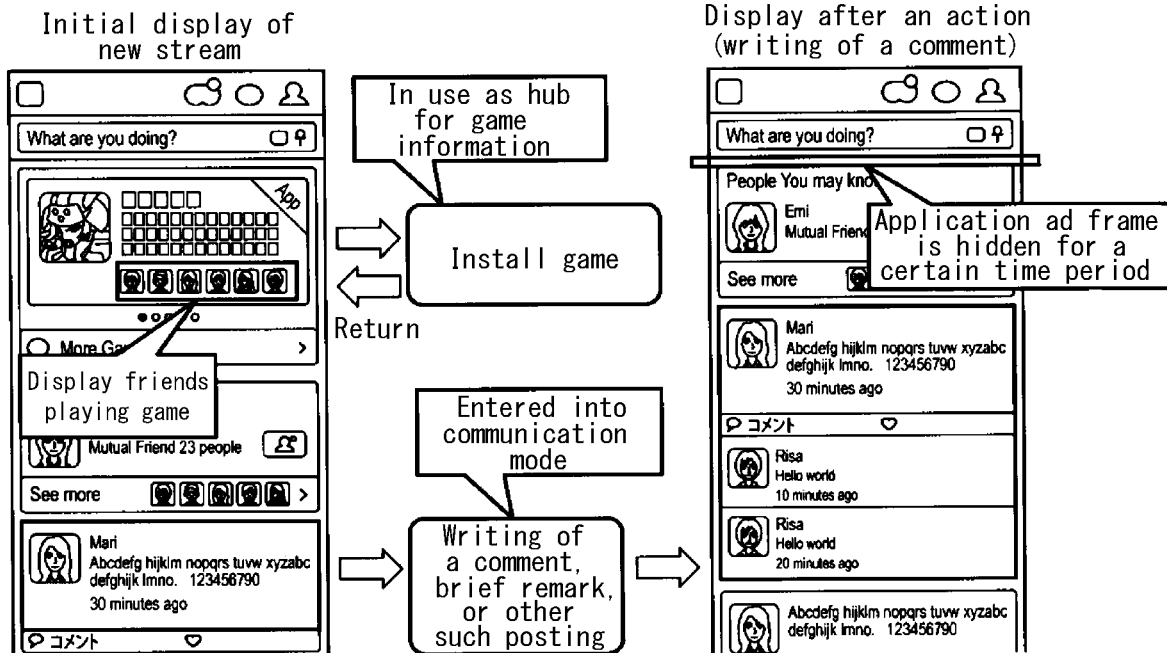 Initial display of
new stream
What are you doing?
App
More Ga
Display friends
playing game
Mutual Friend 23 people
See more
Mari
Abcdefg hijklm nopqrs tuvw xyzabc
defghijk lmno. 123456790
30 minutes ago
コメント
In use as hub
for game
information
Install game
Return
Entered into
communication
mode
Writing of
a comment,
brief remark,
or other
such posting
Display after an action
(writing of a comment)
What are you doing?
People You may kno
Emi
Mutual Friend
See more
Application ad frame
is hidden for a
certain time period
Mari
Abcdefg hijklm nopqrs tuvw xyzabc
defghijk lmno. 123456790
30 minutes ago
コメント
Risa
Hello world
10 minutes ago
Risa
Hello world
20 minutes ago
Abcdefg hijklm nopqrs tuvw xyzabc
defghijk lmno. 123456790